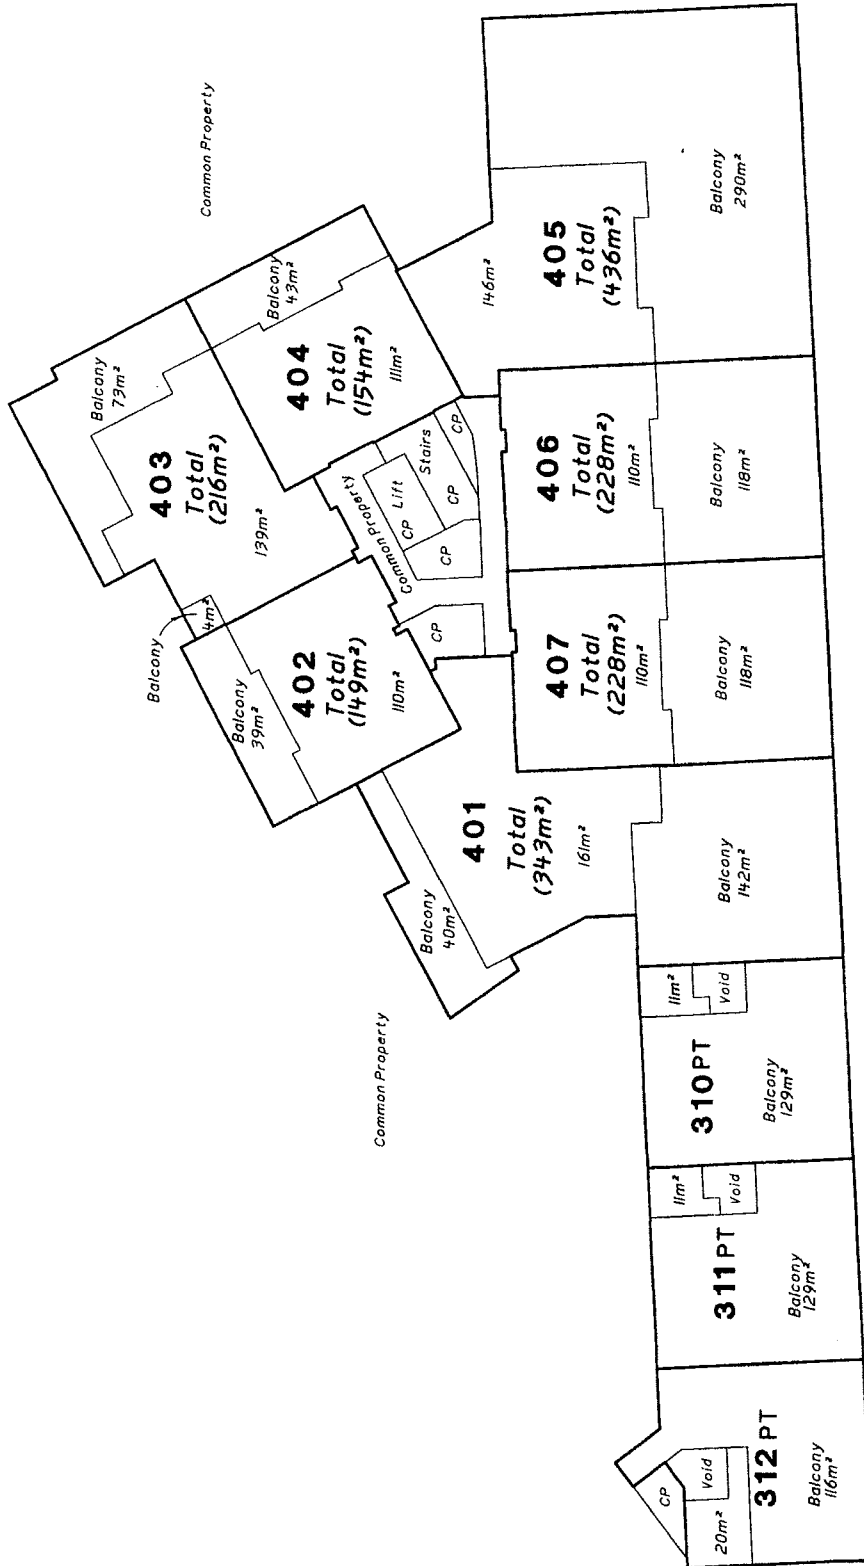 Common Property
Balcony
73m²
403
Total
(216m²)
139m²
Balcony
4m²
Balcony
43m²
404
Total
(154m²)
111m²
146m²
405
Total
(436m²)
Balcony
290m²
Common Property
CP
Lift
Stairs
CP
CP
CP
CP
Balcony
39m²
402
Total
(149m²)
110m²
406
Total
(228m²)
110m²
Balcony
118m²
407
Total
(228m²)
110m²
Balcony
118m²
401
Total
(343m²)
161m²
Balcony
40m²
Balcony
142m²
Common Property
11m²
Void
310PT
Balcony
129m²
11m²
Void
311PT
Balcony
129m²
CP
Void
20m²
312PT
Balcony
116m²